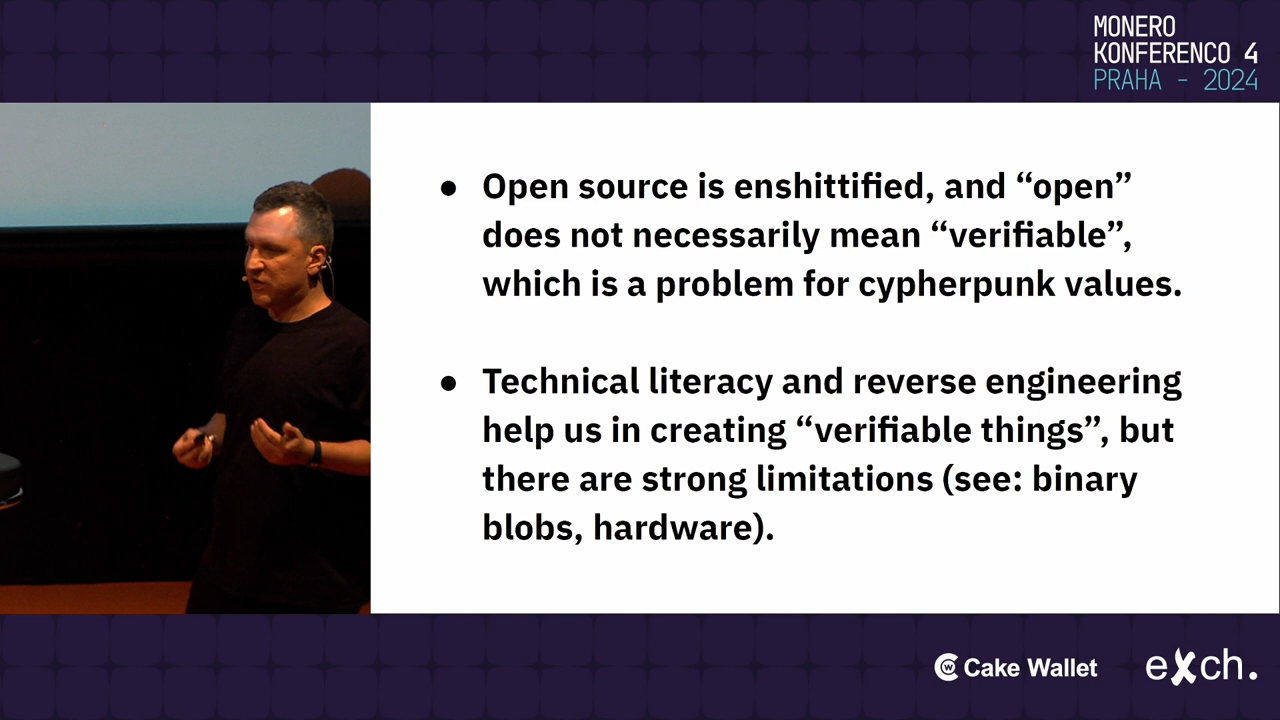 MONERO
KONFERENCO 4
PRAHA - 2024
● Open source is enshittified, and “open”
does not necessarily mean “verifiable”,
which is a problem for cypherpunk values.
● Technical literacy and reverse engineering
help us in creating “verifiable things”, but
there are strong limitations (see: binary
blobs, hardware).
Cake Wallet
eXch.